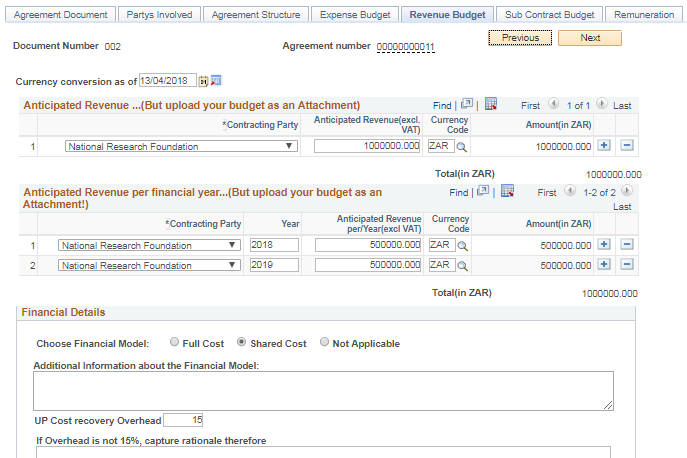 Agreement Document Partys Involved Agreement Structure Expense Budget Revenue Budget Sub Contract Budget Remuneration
Document Number 002 Agreement number 00000000011 Previous Next
Currency conversion as of 13/04/2018
Anticipated Revenue ...(But upload your budget as an Attachment) Find | | First 1 of 1 Last
*Contracting Party Anticipated Revenue(excl. VAT) Currency Code Amount(in ZAR)
1 National Research Foundation 1000000.000 ZAR 1000000.000
Total(in ZAR) 1000000.000
Anticipated Revenue per financial year...(But upload your budget as an Find | | First 1-2 of 2
Attachment!) Last
*Contracting Party Year Anticipated Revenue per/Year(excl VAT) Currency Code Amount(in ZAR)
1 National Research Foundation 2018 500000.000 ZAR 500000.000
2 National Research Foundation 2019 500000.000 ZAR 500000.000
Total(in ZAR) 1000000.000
Financial Details
Choose Financial Model: Full Cost Shared Cost Not Applicable
Additional Information about the Financial Model:
UP Cost recovery Overhead 15
If Overhead is not 15%, capture rationale therefore